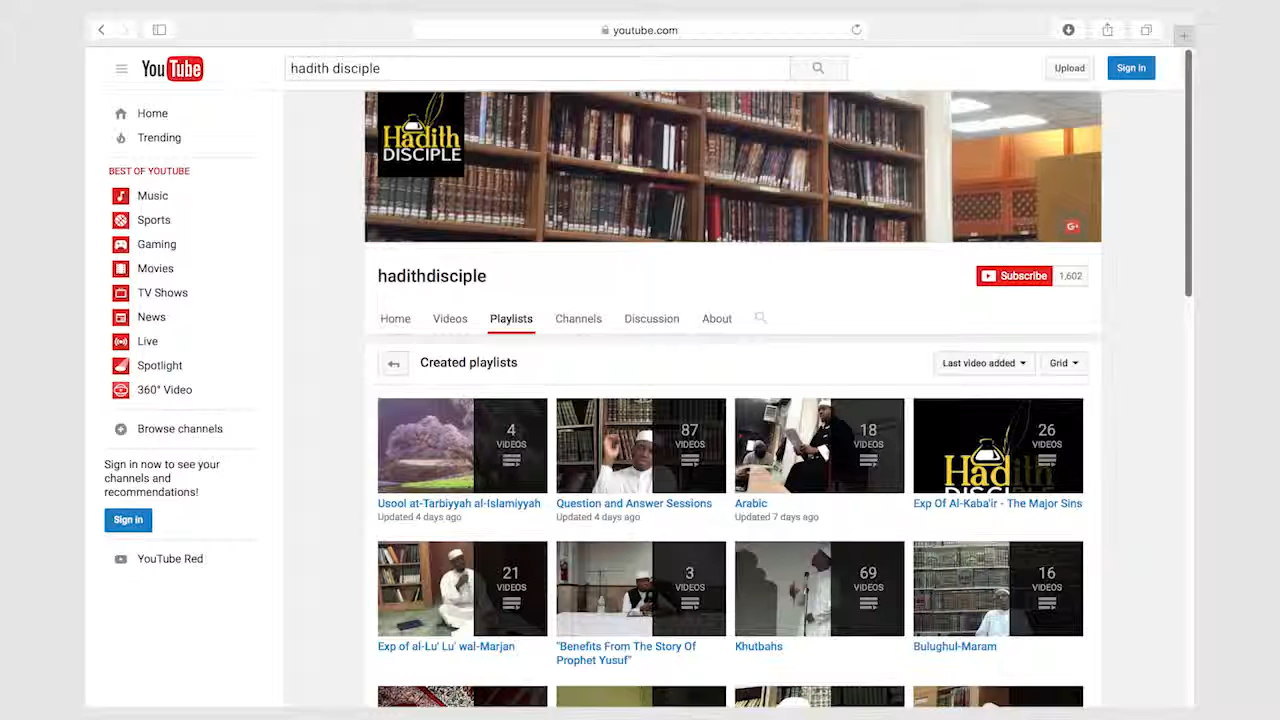 youtube.com
YouTube
hadith disciple
Upload
Sign In
Home
Trending
BEST OF YOUTUBE
Music
Sports
Gaming
Movies
TV Shows
News
Live
Spotlight
360° Video
Browse channels
Sign in now to see your
channels and
recommendations!
Sign in
YouTube Red
Hadith
DISCIPLE
G+
hadithdisciple
Subscribe 1,602
Home Videos Playlists Channels Discussion About
Created playlists
Last video added Grid
4
VIDEOS
Usool at-Tarbiyyah al-Islamiyyah
Updated 4 days ago
87
VIDEOS
Question and Answer Sessions
Updated 4 days ago
18
VIDEOS
Arabic
Updated 7 days ago
Hadith
DISCIPLE
26
VIDEOS
Exp Of Al-Kaba'ir - The Major Sins
21
VIDEOS
Exp of al-Lu' Lu' wal-Marjan
3
VIDEOS
"Benefits From The Story Of
Prophet Yusuf"
69
VIDEOS
Khutbahs
16
VIDEOS
Bulughul-Maram